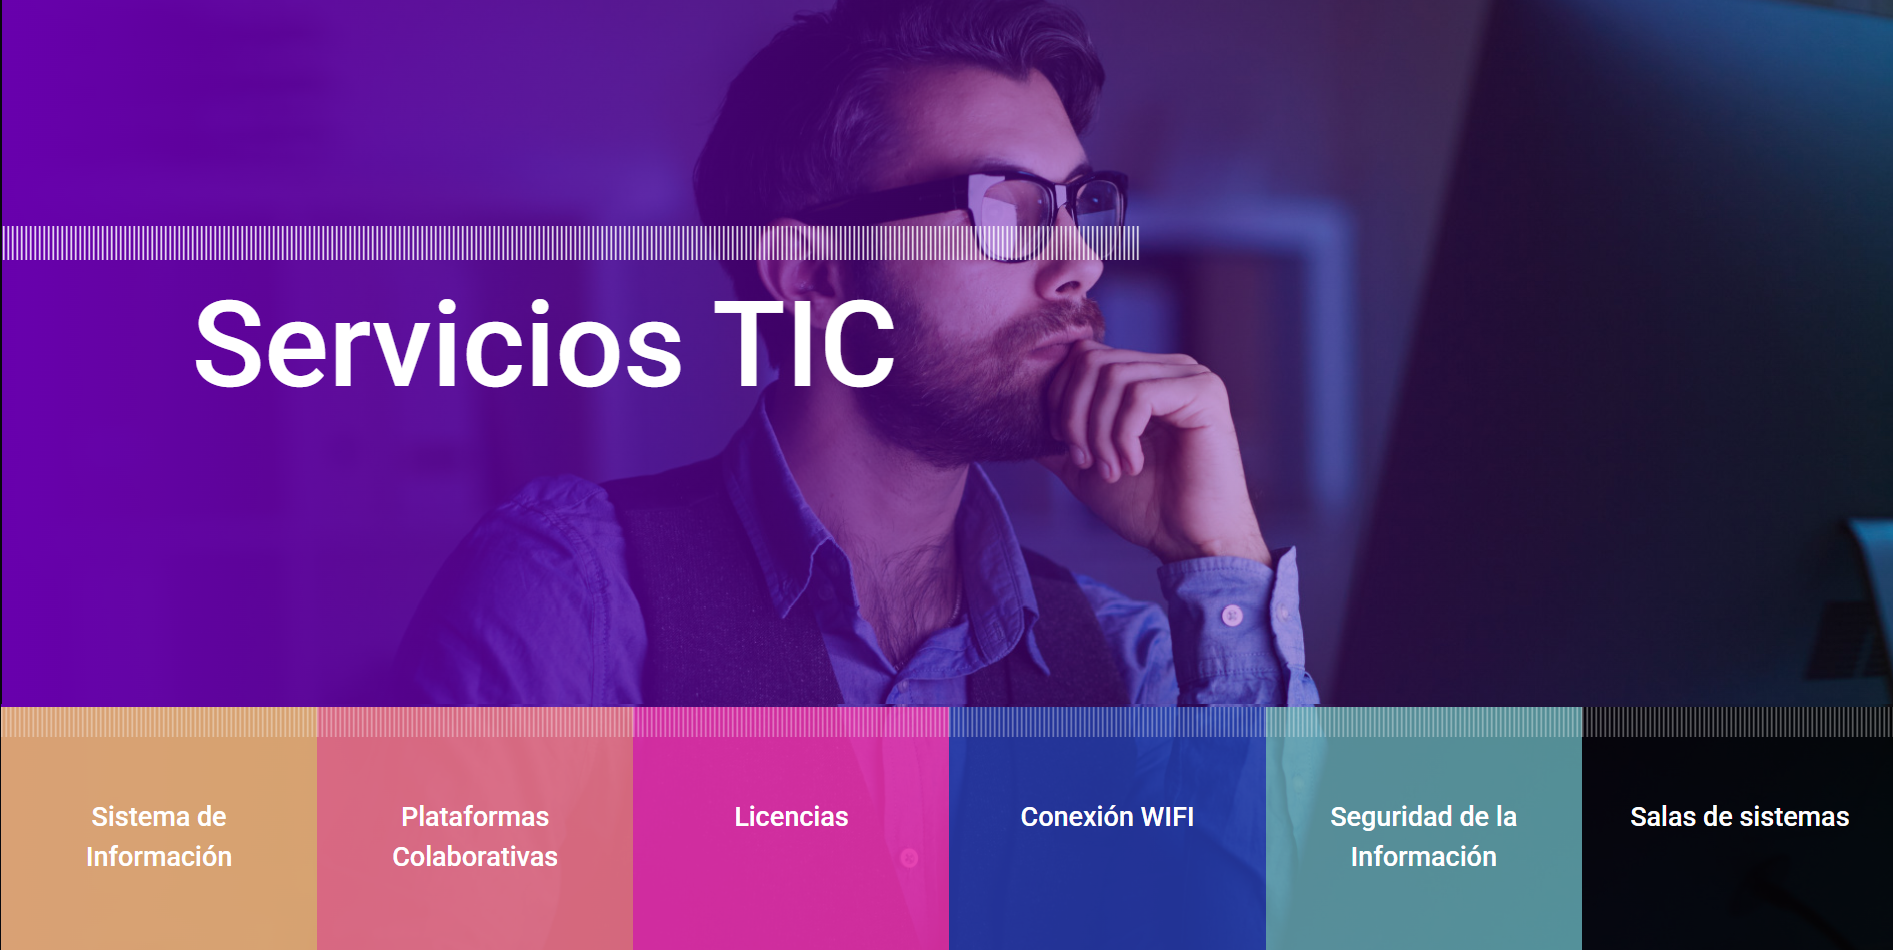 Servicios TIC
Sistema de
Información
Plataformas
Colaborativas
Licencias
Conexión WIFI
Seguridad de la
Información
Salas de sistemas